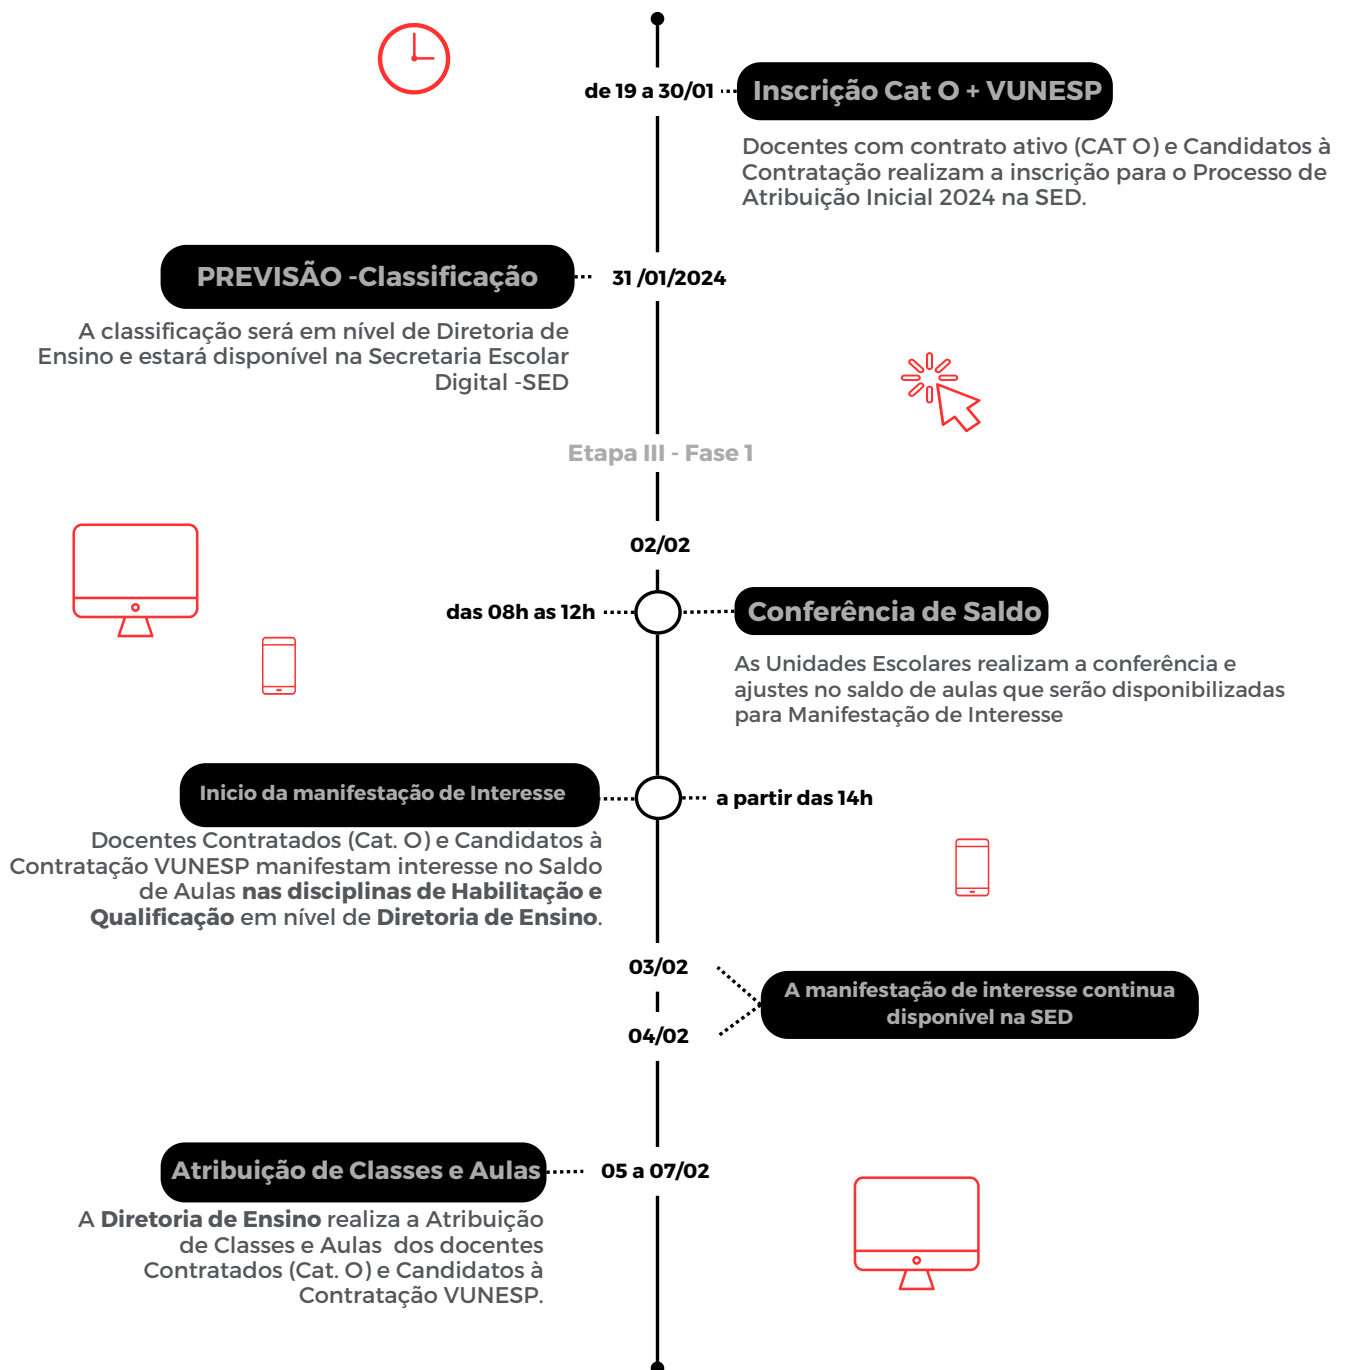 de 19 a 30/01
Inscrição Cat O + VUNESP
Docentes com contrato ativo (CAT O) e Candidatos à
Contratação realizam a inscrição para o Processo de
Atribuição Inicial 2024 na SED.
PREVISÃO -Classificação
31 /01/2024
A classificação será em nível de Diretoria de
Ensino e estará disponível na Secretaria Escolar
Digital -SED
Etapa III - Fase 1
02/02
das 08h as 12h
Conferência de Saldo
As Unidades Escolares realizam a conferência e
ajustes no saldo de aulas que serão disponibilizadas
para Manifestação de Interesse
Inicio da manifestação de Interesse
a partir das 14h
Docentes Contratados (Cat. O) e Candidatos à
Contratação VUNESP manifestam interesse no Saldo
de Aulas nas disciplinas de Habilitação e
Qualificação em nível de Diretoria de Ensino.
03/02
A manifestação de interesse continua
disponível na SED
04/02
Atribuição de Classes e Aulas
05 a 07/02
A Diretoria de Ensino realiza a Atribuição
de Classes e Aulas  dos docentes
Contratados (Cat. O) e Candidatos à
Contratação VUNESP.